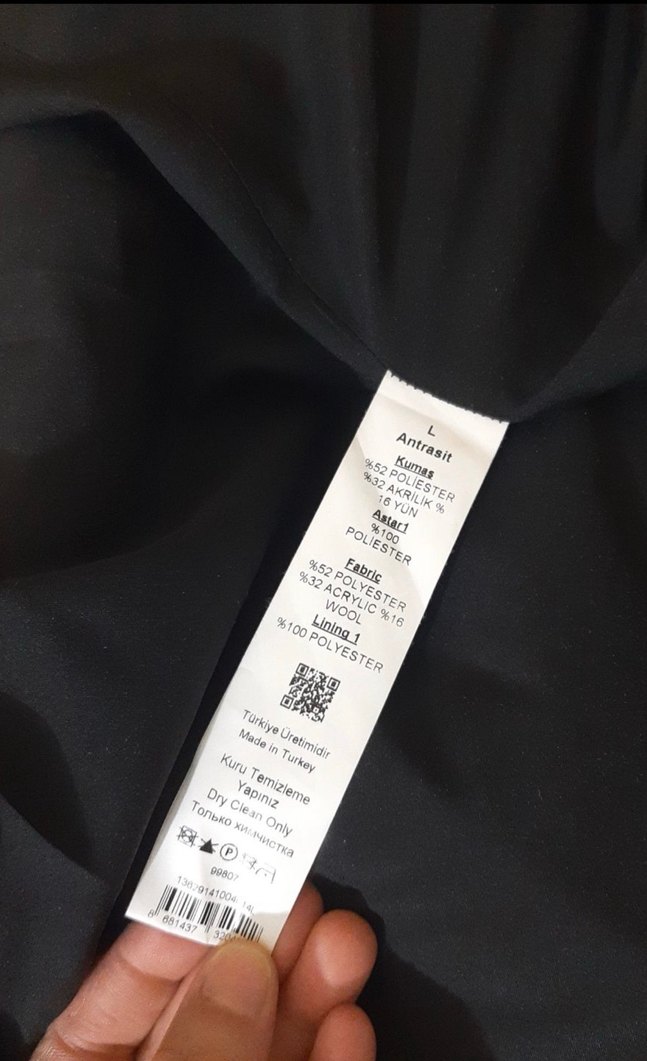 L
Antrasit
Kumaş
%52 POLİESTER
%32 AKRİLİK %
16 YÜN
Astar1
%100
POLİESTER
Fabric
%52 POLYESTER
%32 ACRYLIC %16
WOOL
Lining 1
%100 POLYESTER
Türkiye Üretimidir
Made in Turkey
Kuru Temizleme
Yapınız
Dry Clean Only
Только химчистка
P
99807
8 681437